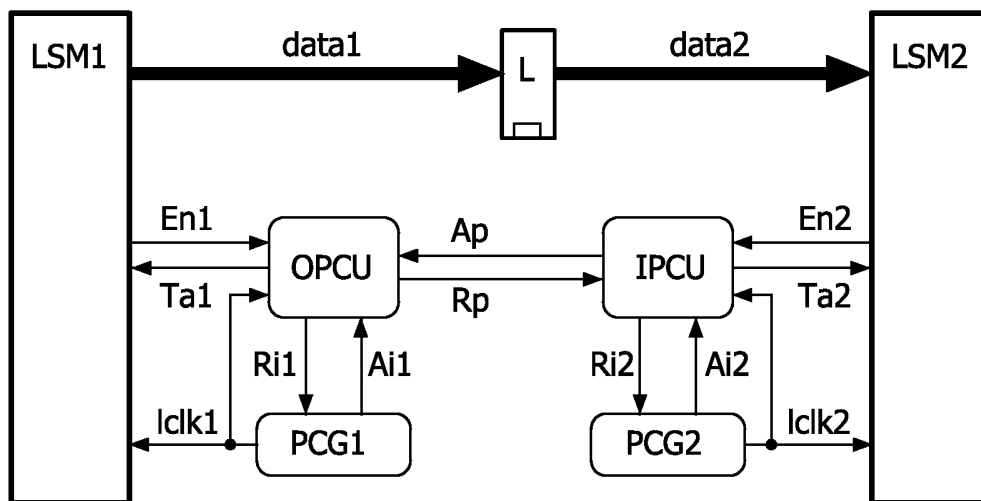 LSM1
data1
L
data2
LSM2
En1
Ap
En2
OPCU
IPCU
Ta1
Rp
Ta2
Ri1
Ai1
Ri2
Ai2
lclk1
PCG1
PCG2
lclk2